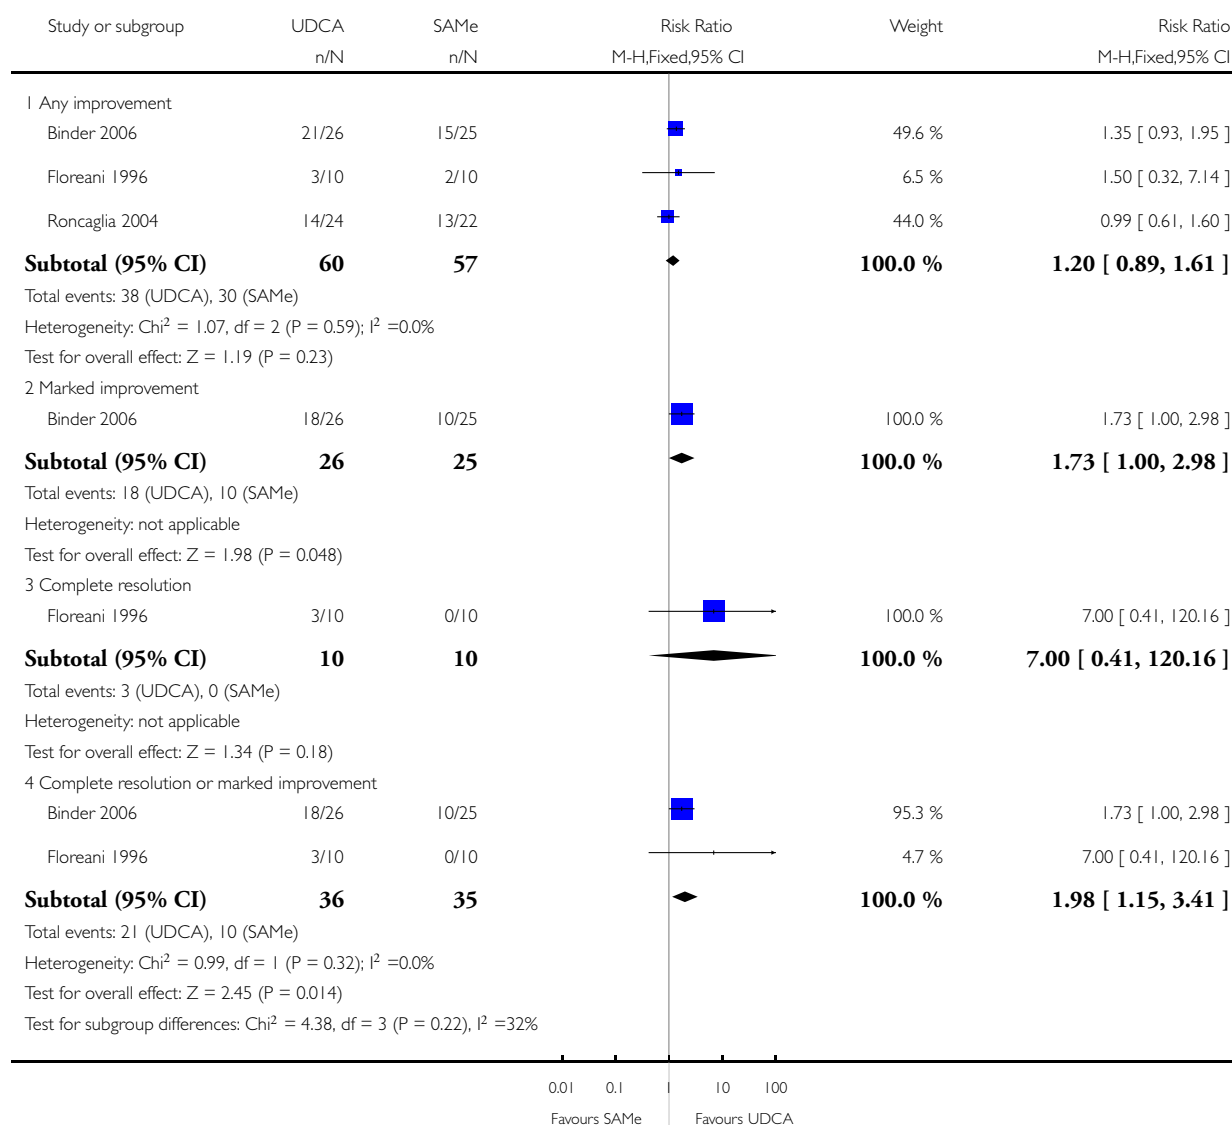 Study or subgroup UDCA SAMe Risk Ratio Weight Risk Ratio
n/N n/N M-H,Fixed,95% CI M-H,Fixed,95% CI
1 Any improvement
Binder 2006 21/26 15/25 49.6 % 1.35 [ 0.93, 1.95 ]
Floreani 1996 3/10 2/10 6.5 % 1.50 [ 0.32, 7.14 ]
Roncaglia 2004 14/24 13/22 44.0 % 0.99 [ 0.61, 1.60 ]
Subtotal (95% CI) 60 57 100.0 % 1.20 [ 0.89, 1.61 ]
Total events: 38 (UDCA), 30 (SAMe)
Heterogeneity: Chi² = 1.07, df = 2 (P = 0.59); I² =0.0%
Test for overall effect: Z = 1.19 (P = 0.23)
2 Marked improvement
Binder 2006 18/26 10/25 100.0 % 1.73 [ 1.00, 2.98 ]
Subtotal (95% CI) 26 25 100.0 % 1.73 [ 1.00, 2.98 ]
Total events: 18 (UDCA), 10 (SAMe)
Heterogeneity: not applicable
Test for overall effect: Z = 1.98 (P = 0.048)
3 Complete resolution
Floreani 1996 3/10 0/10 100.0 % 7.00 [ 0.41, 120.16 ]
Subtotal (95% CI) 10 10 100.0 % 7.00 [ 0.41, 120.16 ]
Total events: 3 (UDCA), 0 (SAMe)
Heterogeneity: not applicable
Test for overall effect: Z = 1.34 (P = 0.18)
4 Complete resolution or marked improvement
Binder 2006 18/26 10/25 95.3 % 1.73 [ 1.00, 2.98 ]
Floreani 1996 3/10 0/10 4.7 % 7.00 [ 0.41, 120.16 ]
Subtotal (95% CI) 36 35 100.0 % 1.98 [ 1.15, 3.41 ]
Total events: 21 (UDCA), 10 (SAMe)
Heterogeneity: Chi² = 0.99, df = 1 (P = 0.32); I² =0.0%
Test for overall effect: Z = 2.45 (P = 0.014)
Test for subgroup differences: Chi² = 4.38, df = 3 (P = 0.22), I² =32%
0.01 0.1 1 10 100
Favours SAMe Favours UDCA